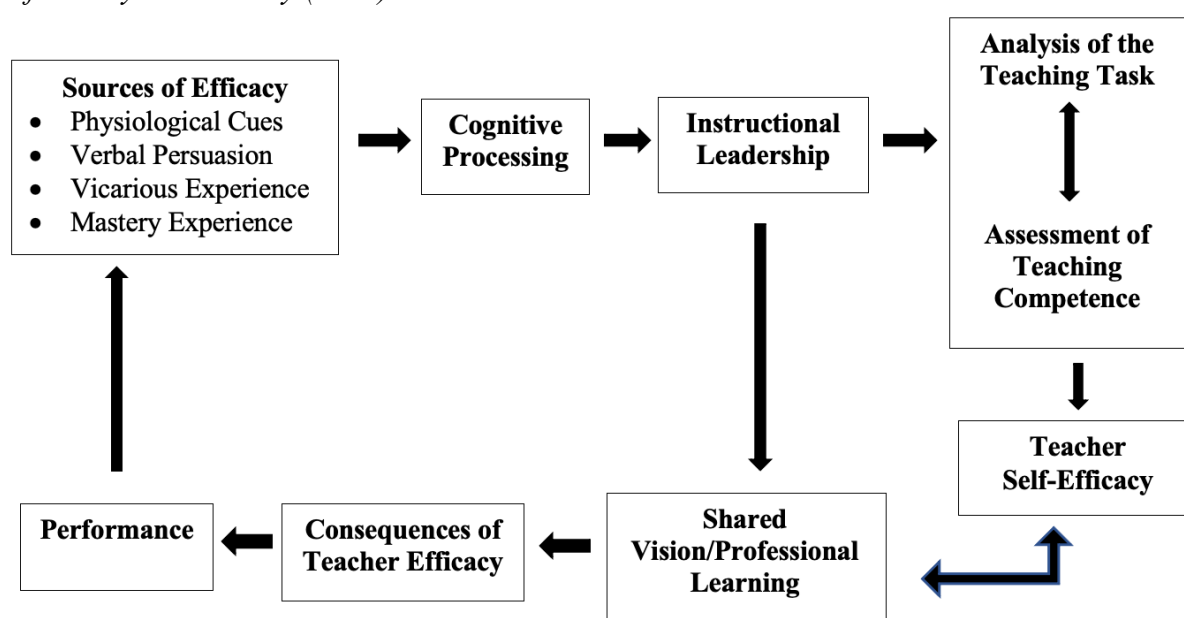 Sources of Efficacy
• Physiological Cues
• Verbal Persuasion
• Vicarious Experience
• Mastery Experience
Cognitive
Processing
Instructional
Leadership
Analysis of the
Teaching Task
Assessment of
Teaching
Competence
Teacher
Self-Efficacy
Shared
Vision/Professional
Learning
Consequences of
Teacher Efficacy
Performance